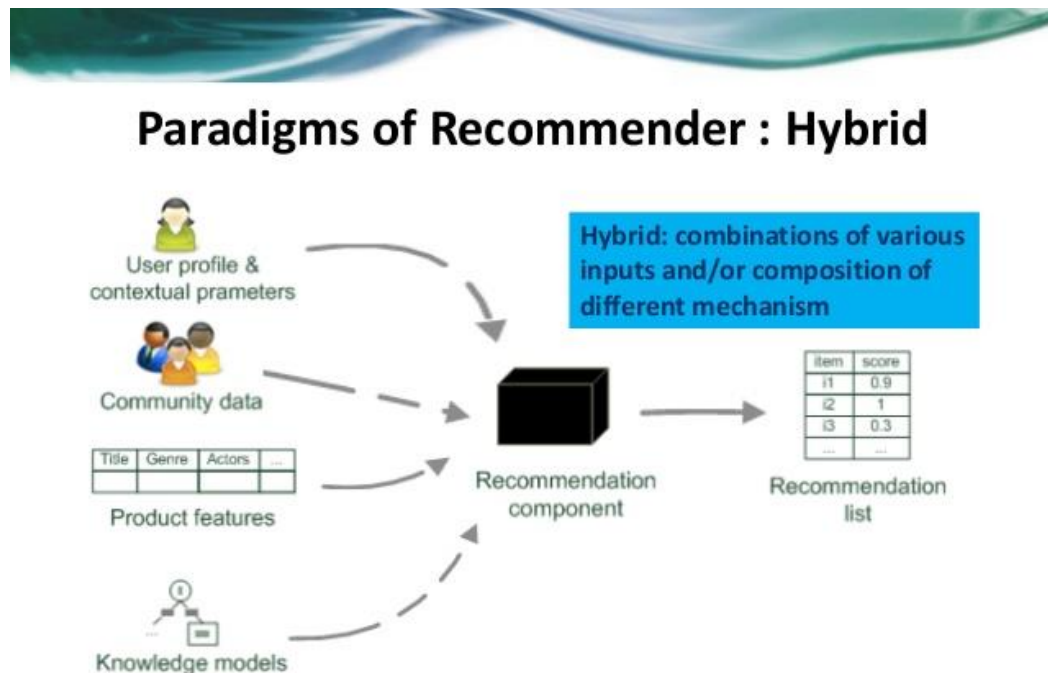 Paradigms of Recommender : Hybrid
User profile &
contextual prameters
Hybrid: combinations of various
inputs and/or composition of
different mechanism
Community data
Title Genre Actors ...
Product features
Knowledge models
...
Recommendation
component
item score
i1 0.9
i2 1
i3 0.3
... ...
Recommendation
list